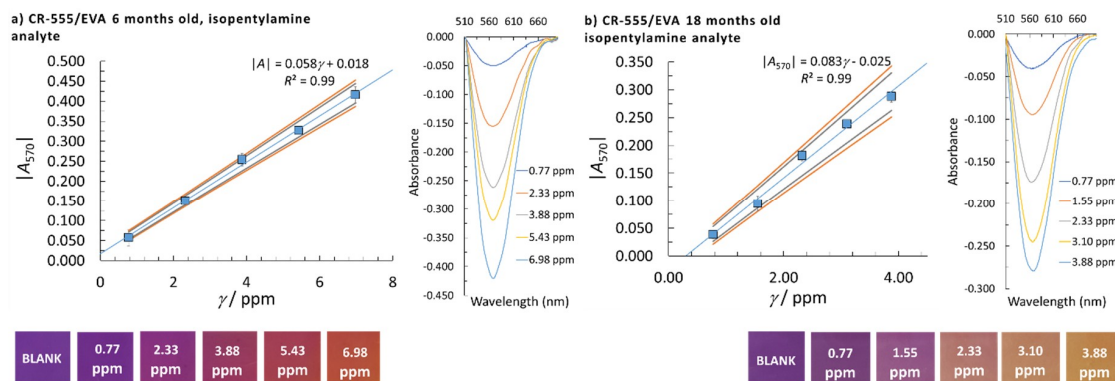 a) CR-555/EVA 6 months old, isopentylamine
analyte
|A| = 0.058γ + 0.018
R² = 0.99
0.500
0.450
0.400
0.350
0.300
0.250
0.200
0.150
0.100
0.050
0.000
|A570|
0 2 4 6 8
γ / ppm
510 560 610 660
0.000
-0.050
-0.100
-0.150
-0.200
-0.250
-0.300
-0.350
-0.400
-0.450
Absorbance
0.77 ppm
2.33 ppm
3.88 ppm
5.43 ppm
6.98 ppm
Wavelength (nm)
b) CR-555/EVA 18 months old
isopentylamine analyte
|A570| = 0.083γ - 0.025
R² = 0.99
0.350
0.300
0.250
0.200
0.150
0.100
0.050
0.000
|A570|
0.00 2.00 4.00
γ / ppm
510 560 610 660
0.000
-0.050
-0.100
-0.150
-0.200
-0.250
-0.300
Absorbance
0.77 ppm
1.55 ppm
2.33 ppm
3.10 ppm
3.88 ppm
Wavelength (nm)
BLANK
0.77
ppm
2.33
ppm
3.88
ppm
5.43
ppm
6.98
ppm
BLANK
0.77
ppm
1.55
ppm
2.33
ppm
3.10
ppm
3.88
ppm